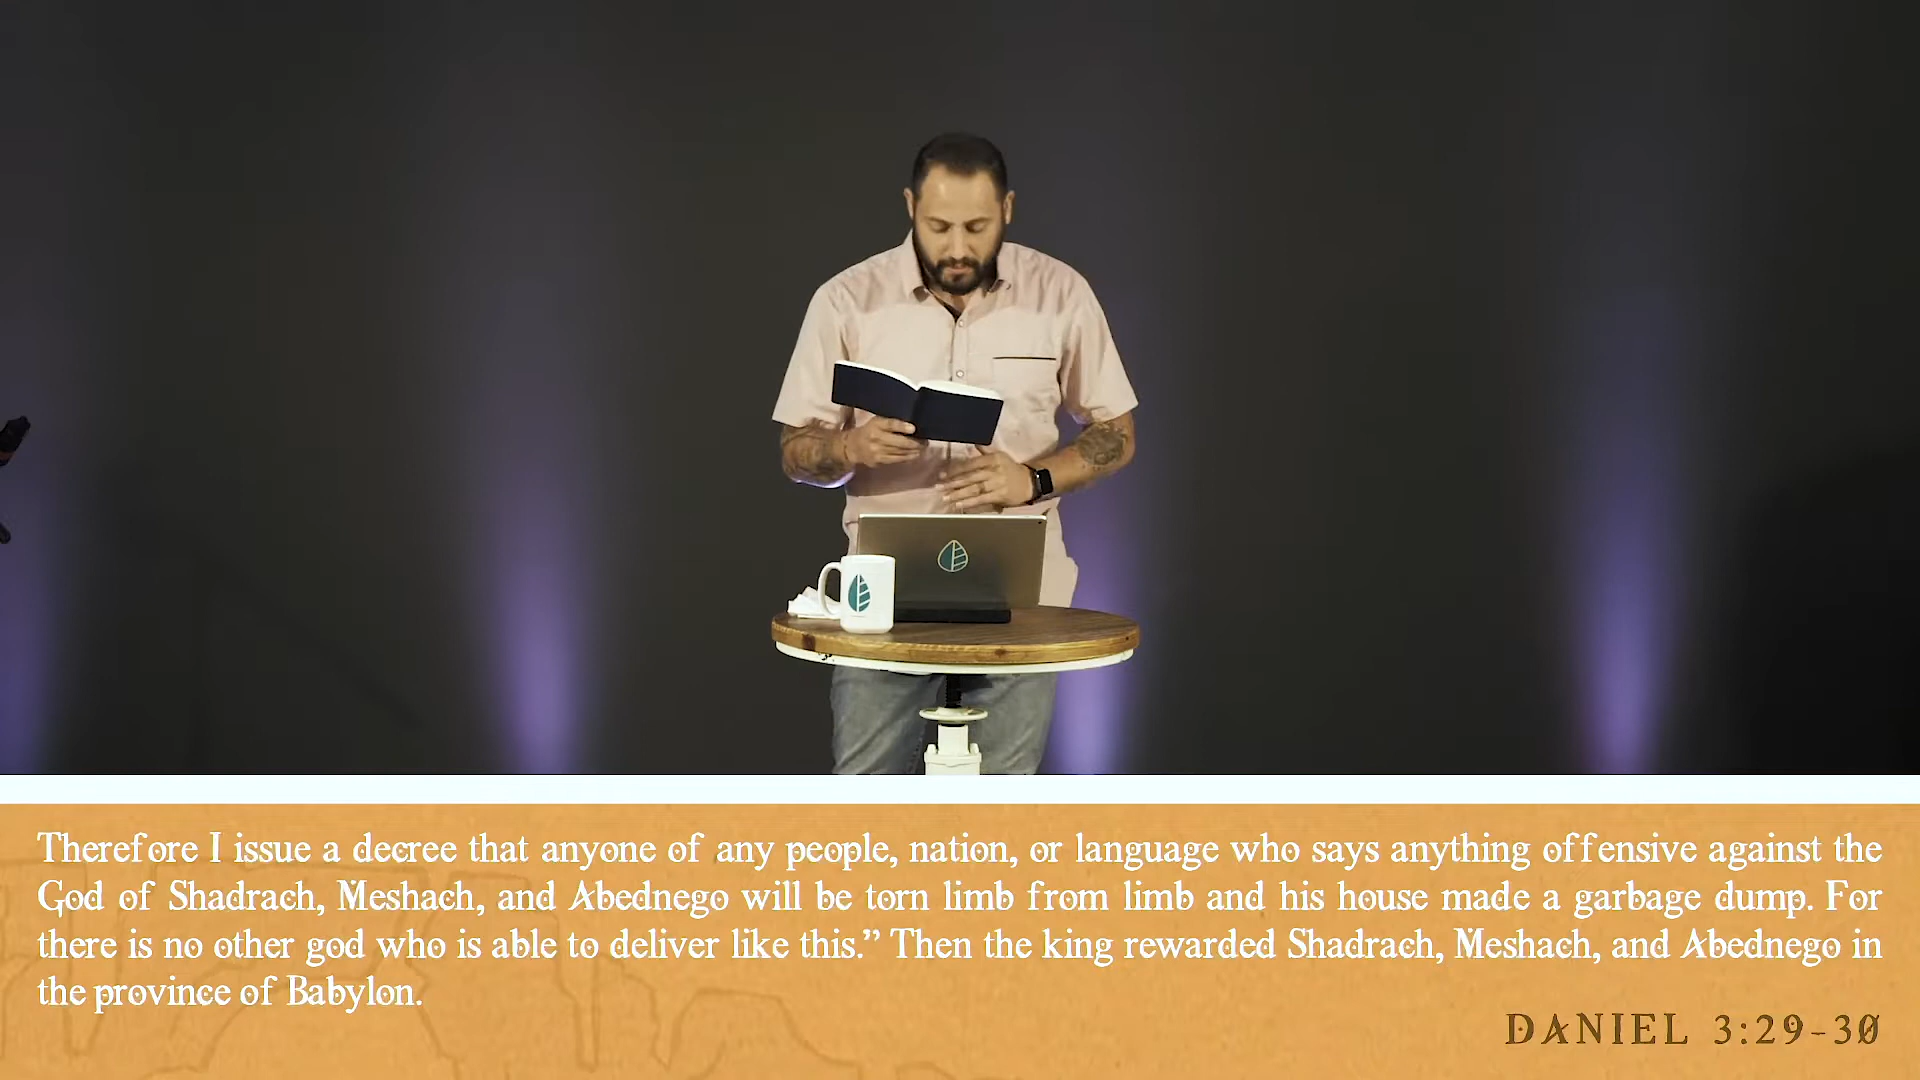 Therefore I issue a decree that anyone of any people, nation, or language who says anything offensive against the
God of Shadrach, Meshach, and Abednego will be torn limb from limb and his house made a garbage dump. For
there is no other god who is able to deliver like this.” Then the king rewarded Shadrach, Meshach, and Abednego in
the province of Babylon.
DANIEL 3:29-30